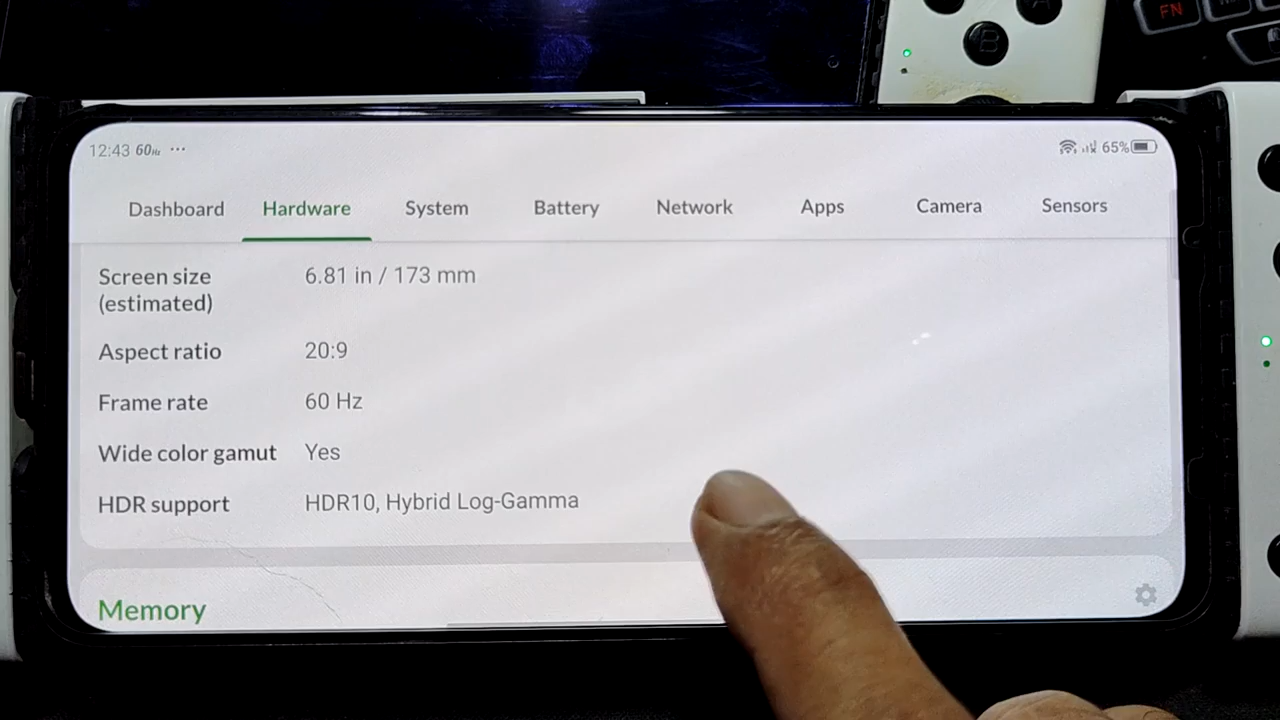 FN
B
12:43 60Hz ... 65%
Dashboard Hardware System Battery Network Apps Camera Sensors
Screen size 6.81 in / 173 mm
(estimated)
Aspect ratio 20:9
Frame rate 60 Hz
Wide color gamut Yes
HDR support HDR10, Hybrid Log-Gamma
Memory